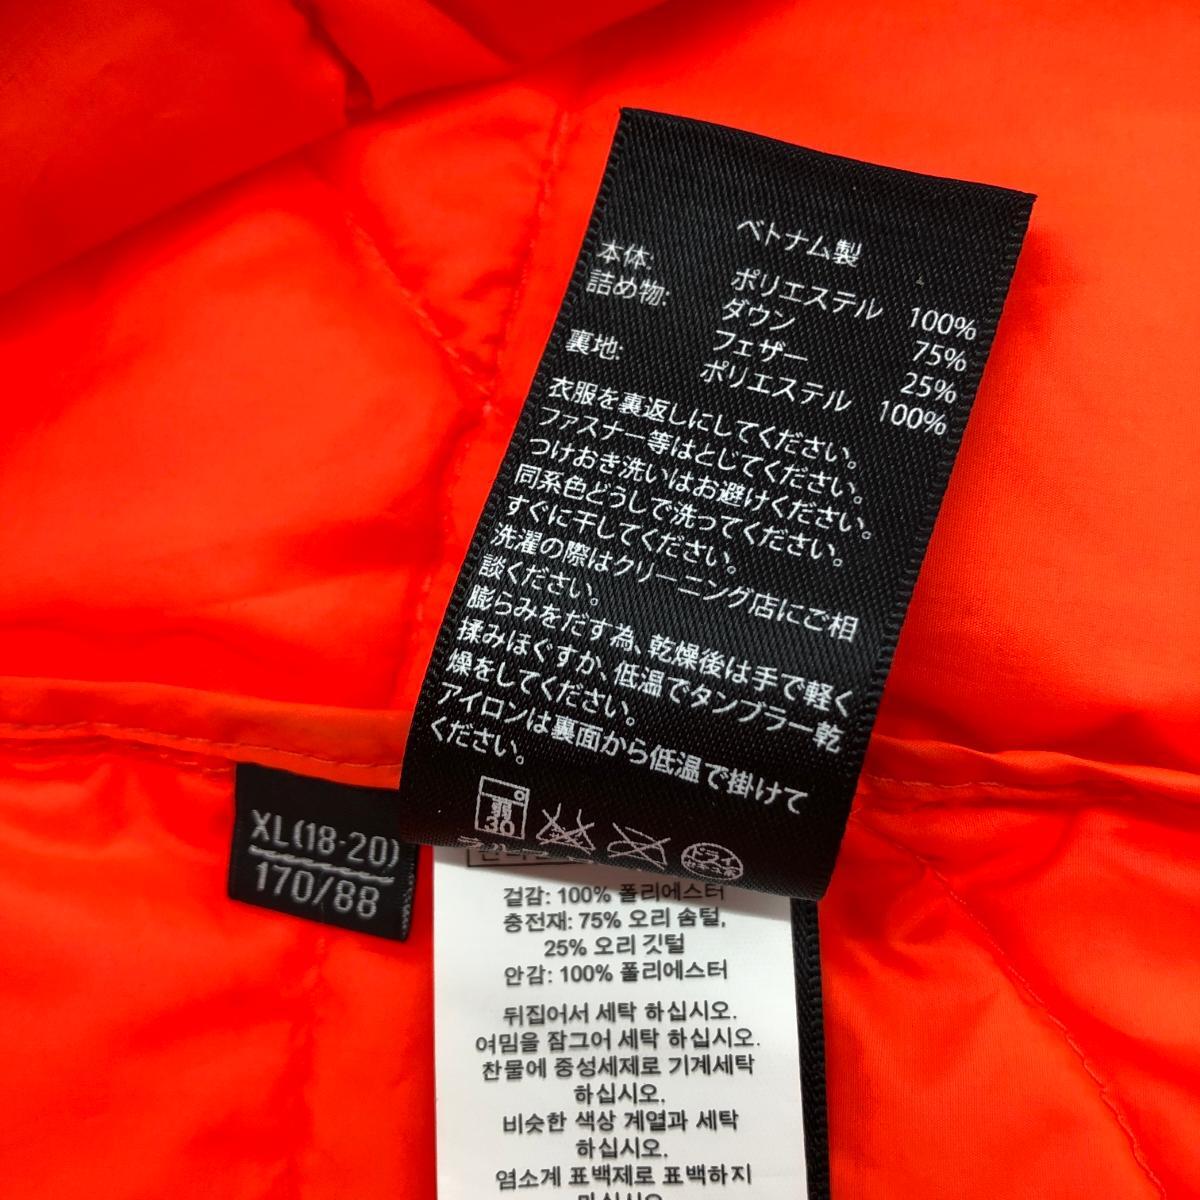 ベトナム製
本体: ポリエステル 100%
詰め物: ダウン 75%
フェザー 25%
裏地: ポリエステル 100%
衣服を裏返しにしてください。
ファスナー等はとじてください。
つけおき洗いはお避けください。
同系色どうしで洗ってください。
すぐに干してください。
洗濯の際はクリーニング店にご相
談ください。
膨らみをだす為、乾燥後は手で軽く
揉みほぐすか、低温でタンブラー乾
燥をしてください。
アイロンは裏面から低温で掛けて
ください。
弱
30
ドライ
セキユ系
XL(18-20)
170/88
겉감: 100% 폴리에스터
충전재: 75% 오리 솜털,
25% 오리 깃털
안감: 100% 폴리에스터
뒤집어서 세탁 하십시오.
여밈을 잠그어 세탁 하십시오.
찬물에 중성세제로 기계세탁
하십시오.
비슷한 색상 계열과 세탁
하십시오.
염소계 표백제로 표백하지
마십시오